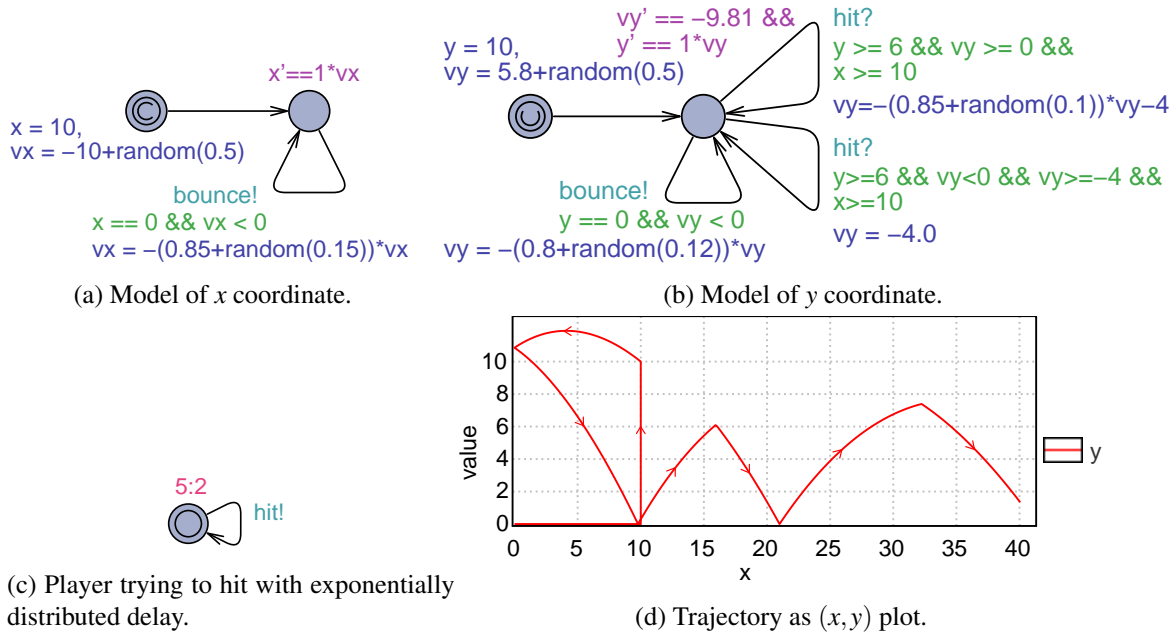 x'==1*vx
x = 10,
vx = −10+random(0.5)
bounce!
x == 0 && vx < 0
vx = −(0.85+random(0.15))*vx
(a) Model of x coordinate.
vy' == −9.81 &&
y' == 1*vy
y = 10,
vy = 5.8+random(0.5)
bounce!
y == 0 && vy < 0
vy = −(0.8+random(0.12))*vy
hit?
y >= 6 && vy >= 0 &&
x >= 10
vy=−(0.85+random(0.1))*vy−4
hit?
y>=6 && vy<0 && vy>=−4 &&
x>=10
vy = −4.0
(b) Model of y coordinate.
5:2
hit!
(c) Player trying to hit with exponentially
distributed delay.
value
10
8
6
4
2
0
0 5 10 15 20 25 30 35 40
x
y
(d) Trajectory as (x, y) plot.